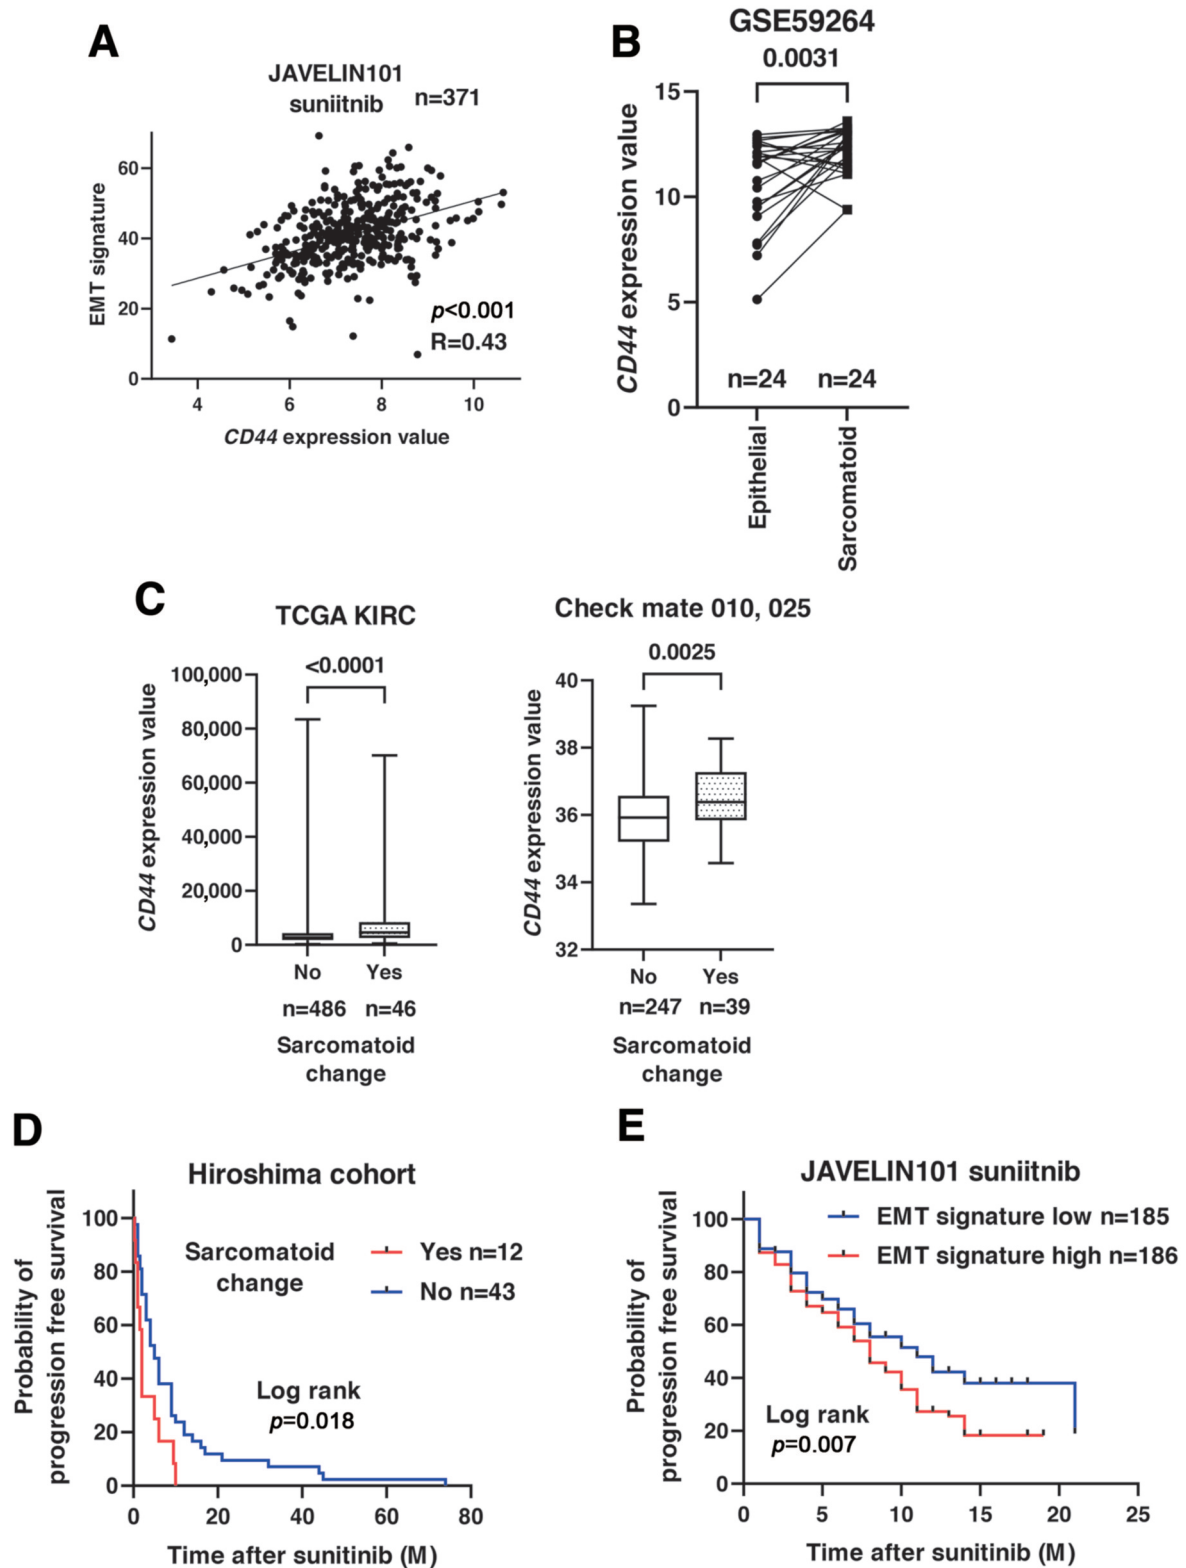 A
JAVELIN101
suniitnib
n=371
EMT signature
60
40
20
0
p<0.001
R=0.43
4 6 8 10
CD44 expression value
B
GSE59264
0.0031
CD44 expression value
15
10
5
0
n=24 n=24
Epithelial
Sarcomatoid
C
TCGA KIRC
<0.0001
CD44 expression value
100,000
80,000
60,000
40,000
20,000
0
No Yes
n=486 n=46
Sarcomatoid
change
Check mate 010, 025
0.0025
CD44 expression value
40
38
36
34
32
No Yes
n=247 n=39
Sarcomatoid
change
D
Hiroshima cohort
Probability of
progression free survival
100
80
60
40
20
0
Sarcomatoid
change
Yes n=12
No n=43
Log rank
p=0.018
0 20 40 60 80
Time after sunitinib (M)
E
JAVELIN101 suniitnib
Probability of
progression free survival
100
80
60
40
20
0
EMT signature low n=185
EMT signature high n=186
Log rank
p=0.007
0 5 10 15 20 25
Time after sunitinib (M)